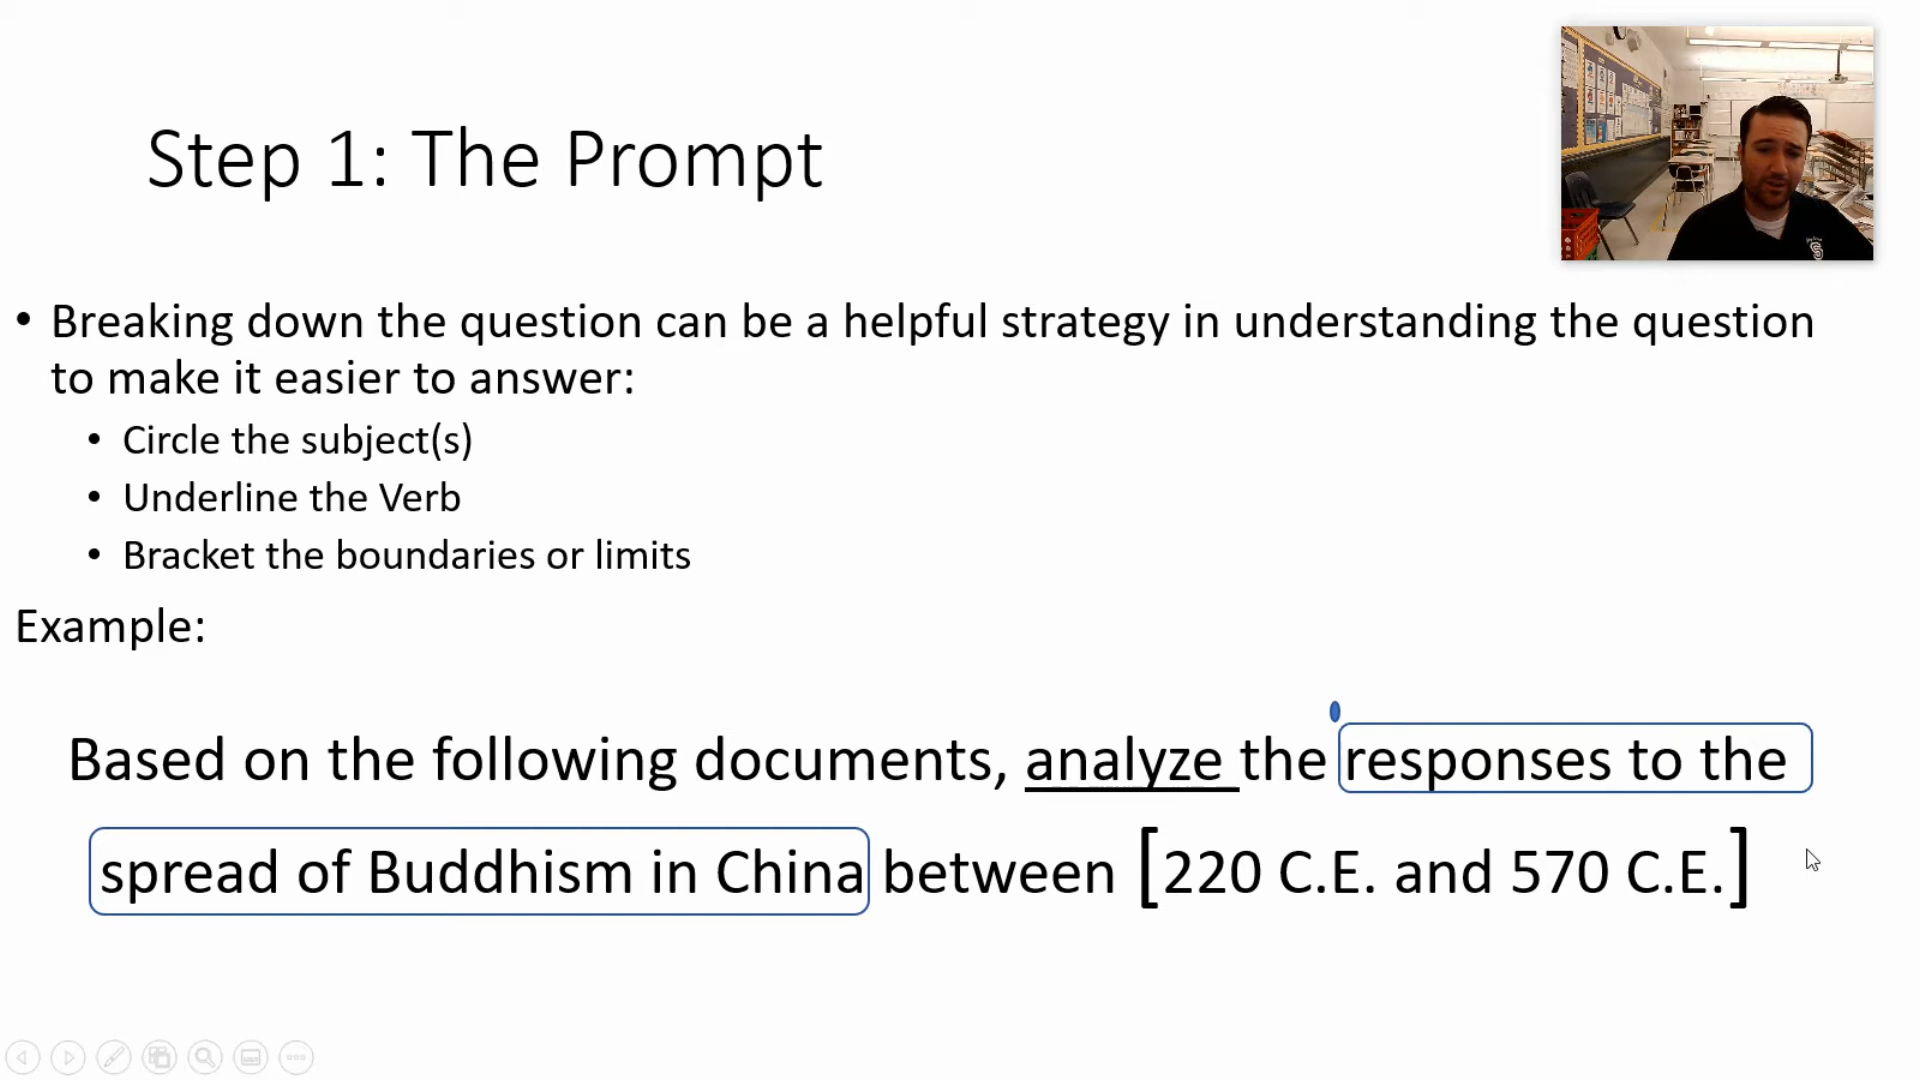 Step 1: The Prompt
• Breaking down the question can be a helpful strategy in understanding the question
to make it easier to answer:
• Circle the subject(s)
• Underline the Verb
• Bracket the boundaries or limits
Example:
Based on the following documents, analyze the responses to the
spread of Buddhism in China between [220 C.E. and 570 C.E.]